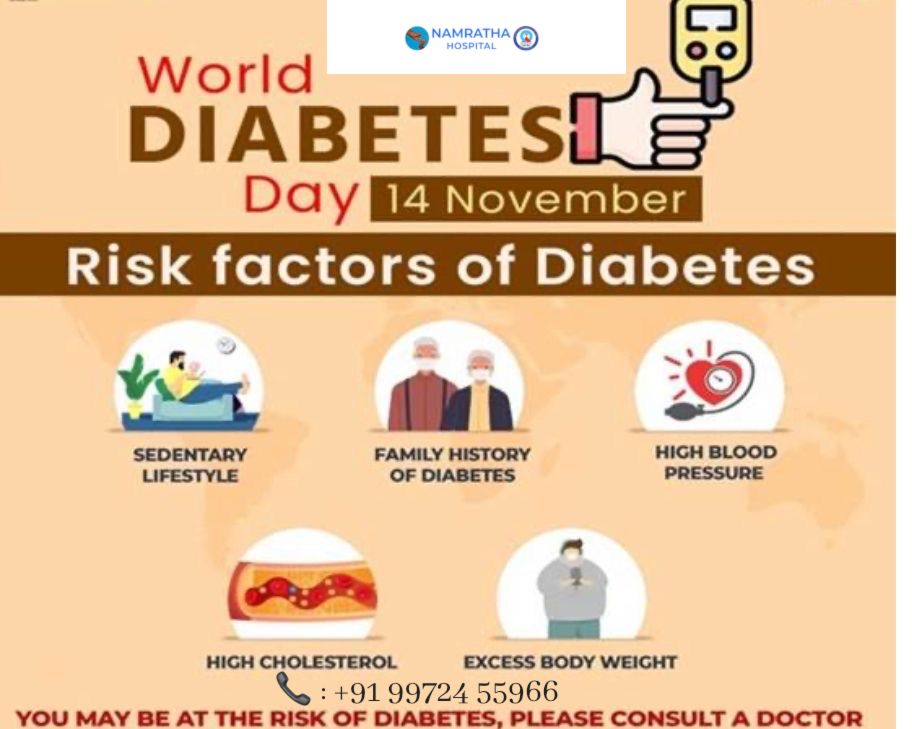 NAMRATHA
HOSPITAL
World
DIABETES
Day 14 November
Risk factors of Diabetes
SEDENTARY
LIFESTYLE
FAMILY HISTORY
OF DIABETES
HIGH BLOOD
PRESSURE
HIGH CHOLESTEROL
EXCESS BODY WEIGHT
: +91 99724 55966
YOU MAY BE AT THE RISK OF DIABETES, PLEASE CONSULT A DOCTOR